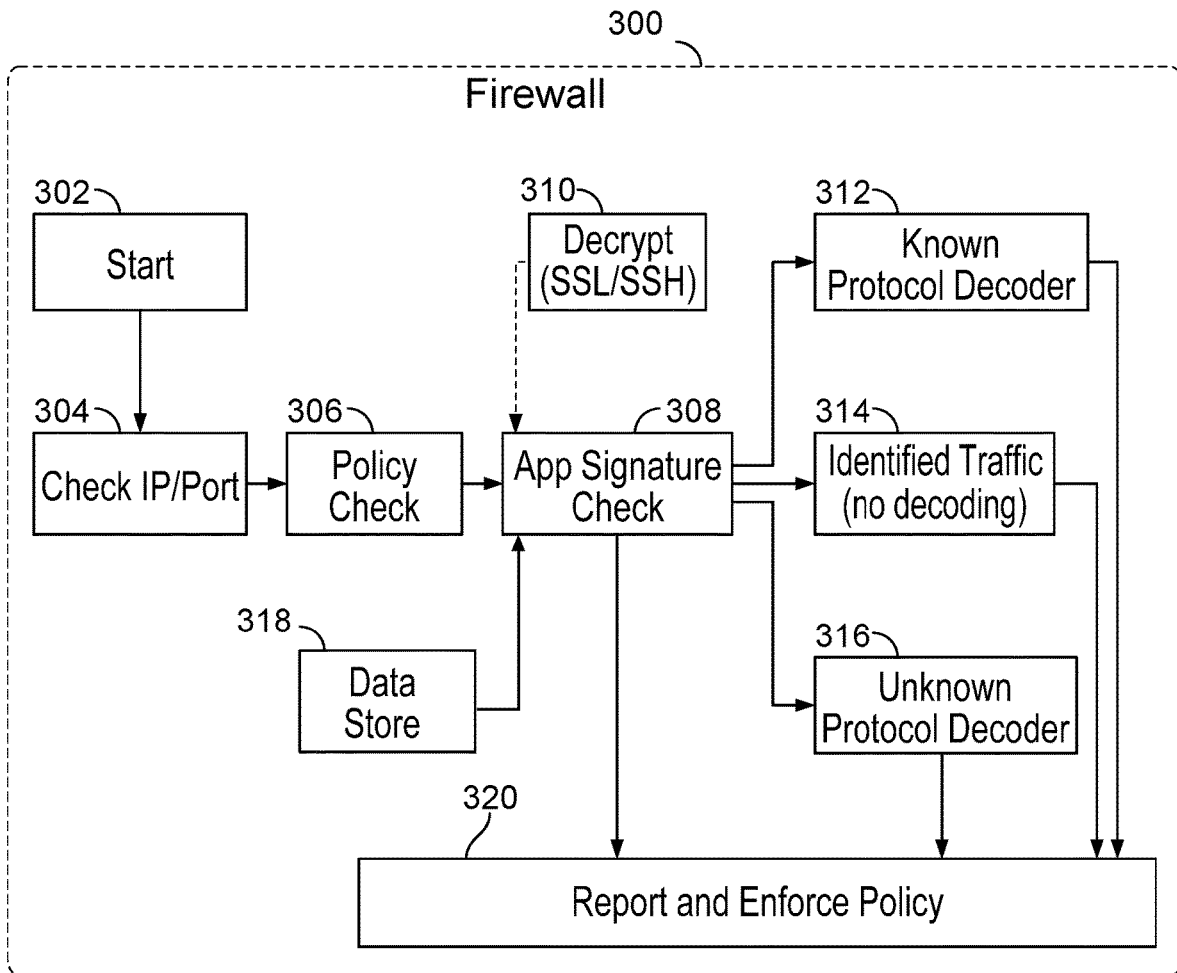 300
Firewall
302
Start
310
Decrypt
(SSL/SSH)
312
Known
Protocol Decoder
304
Check IP/Port
306
Policy
Check
308
App Signature
Check
314
Identified Traffic
(no decoding)
318
Data
Store
316
Unknown
Protocol Decoder
320
Report and Enforce Policy